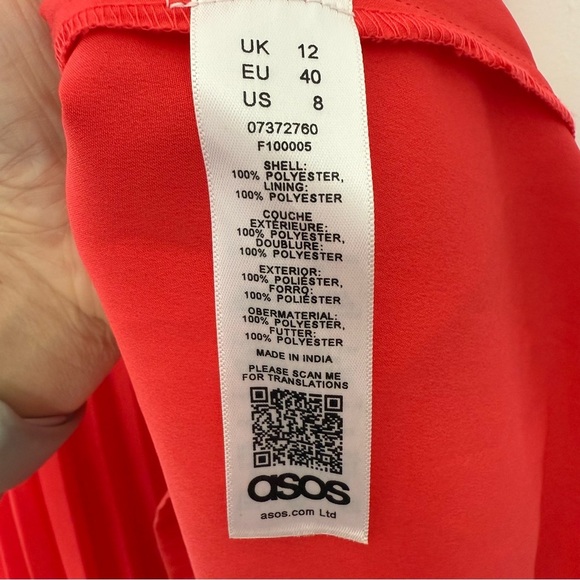 UK 12
EU 40
US 8
07372760
F100005
SHELL:
100% POLYESTER,
LINING:
100% POLYESTER
COUCHE
EXTÉRIEURE:
100% POLYESTER,
DOUBLURE:
100% POLYESTER
EXTERIOR:
100% POLIÉSTER,
FORRO:
100% POLIÉSTER
OBERMATERIAL:
100% POLYESTER,
FUTTER:
100% POLYESTER
MADE IN INDIA
PLEASE SCAN ME
FOR TRANSLATIONS
asos
asos.com Ltd